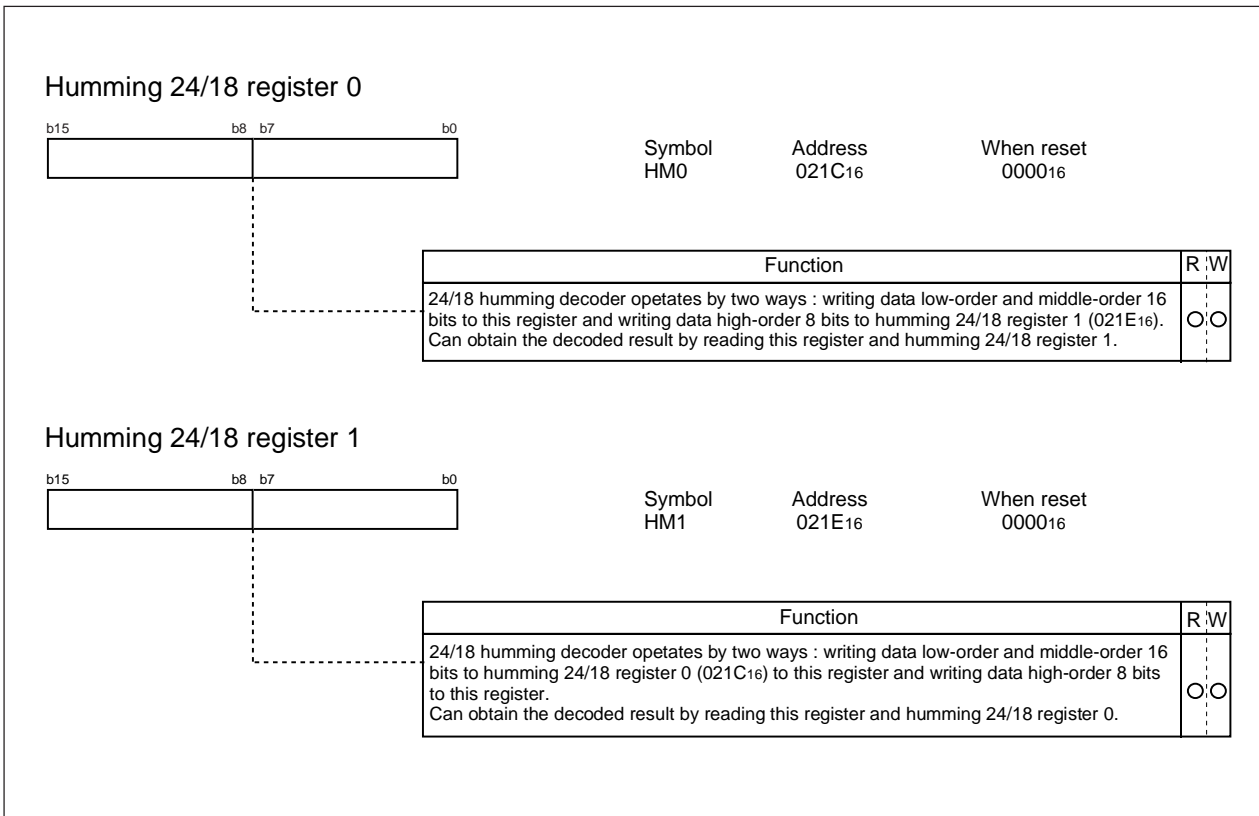 Humming 24/18 register 0
b15 b8 b7 b0
Symbol Address When reset
HM0 021C16 000016
Function R W
24/18 humming decoder opetates by two ways : writing data low-order and middle-order 16
bits to this register and writing data high-order 8 bits to humming 24/18 register 1 (021E16).
Can obtain the decoded result by reading this register and humming 24/18 register 1.
Humming 24/18 register 1
b15 b8 b7 b0
Symbol Address When reset
HM1 021E16 000016
Function R W
24/18 humming decoder opetates by two ways : writing data low-order and middle-order 16
bits to humming 24/18 register 0 (021C16) to this register and writing data high-order 8 bits
to this register.
Can obtain the decoded result by reading this register and humming 24/18 register 0.